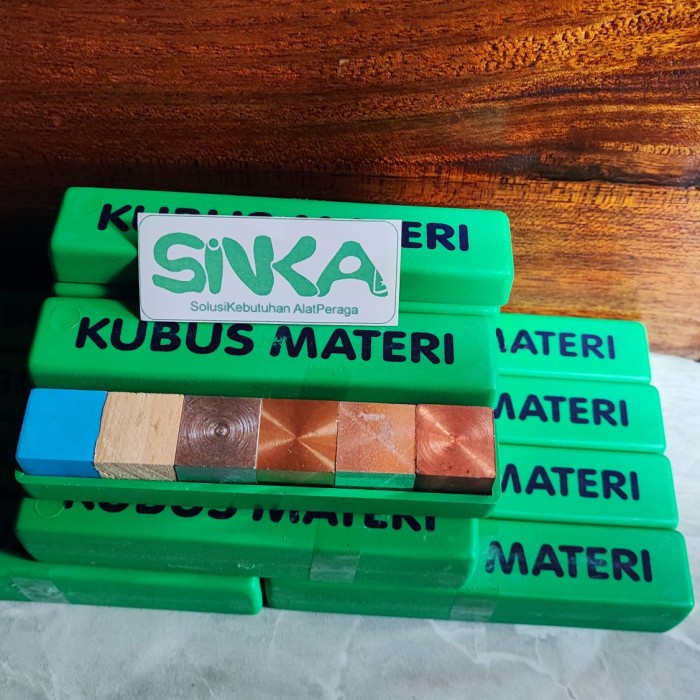 KUBUS MATERI
SiNKA
SolusiKebutuhan AlatPeraga
KUBUS MATERI
MATERI
MATERI
MATERI
KUBUS MATERI
MATERI